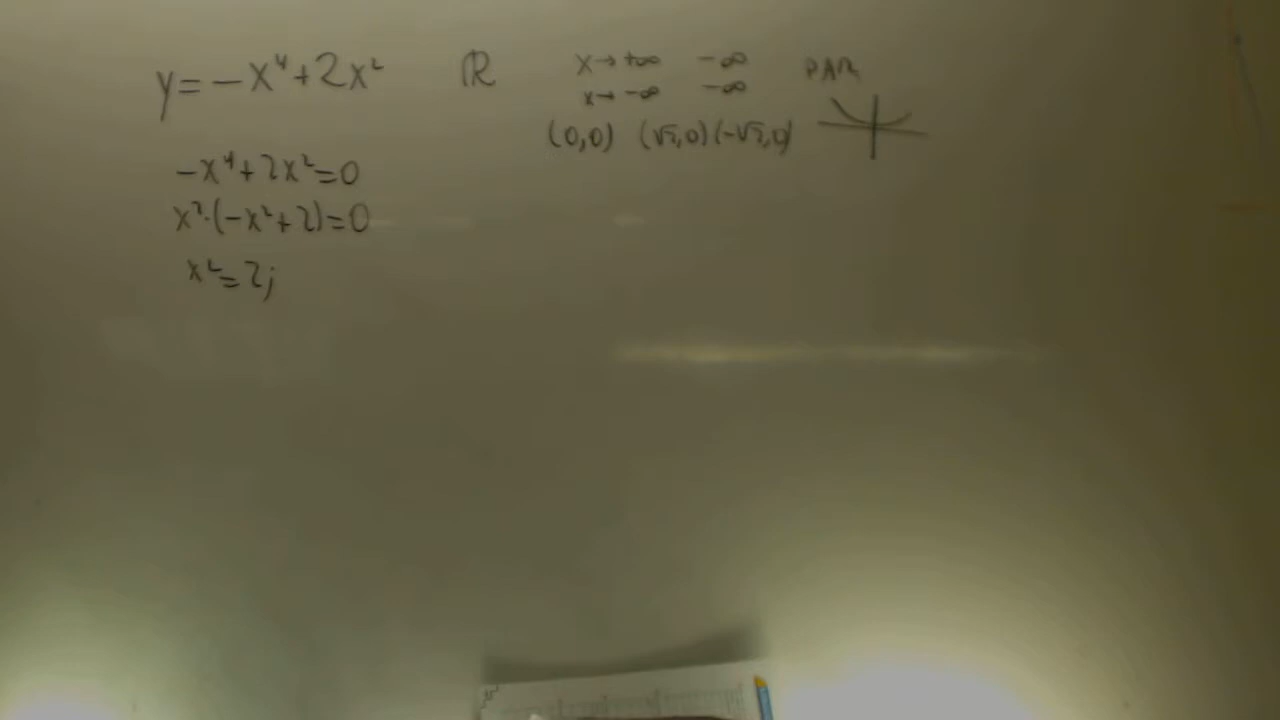 y=-x⁴+2x² ℝ x→+∞ -∞ PAR
x→-∞ -∞
(0,0) (√2,0) (-√2,0)
-x⁴+2x²=0
x²·(-x²+2)=0
x²=2;